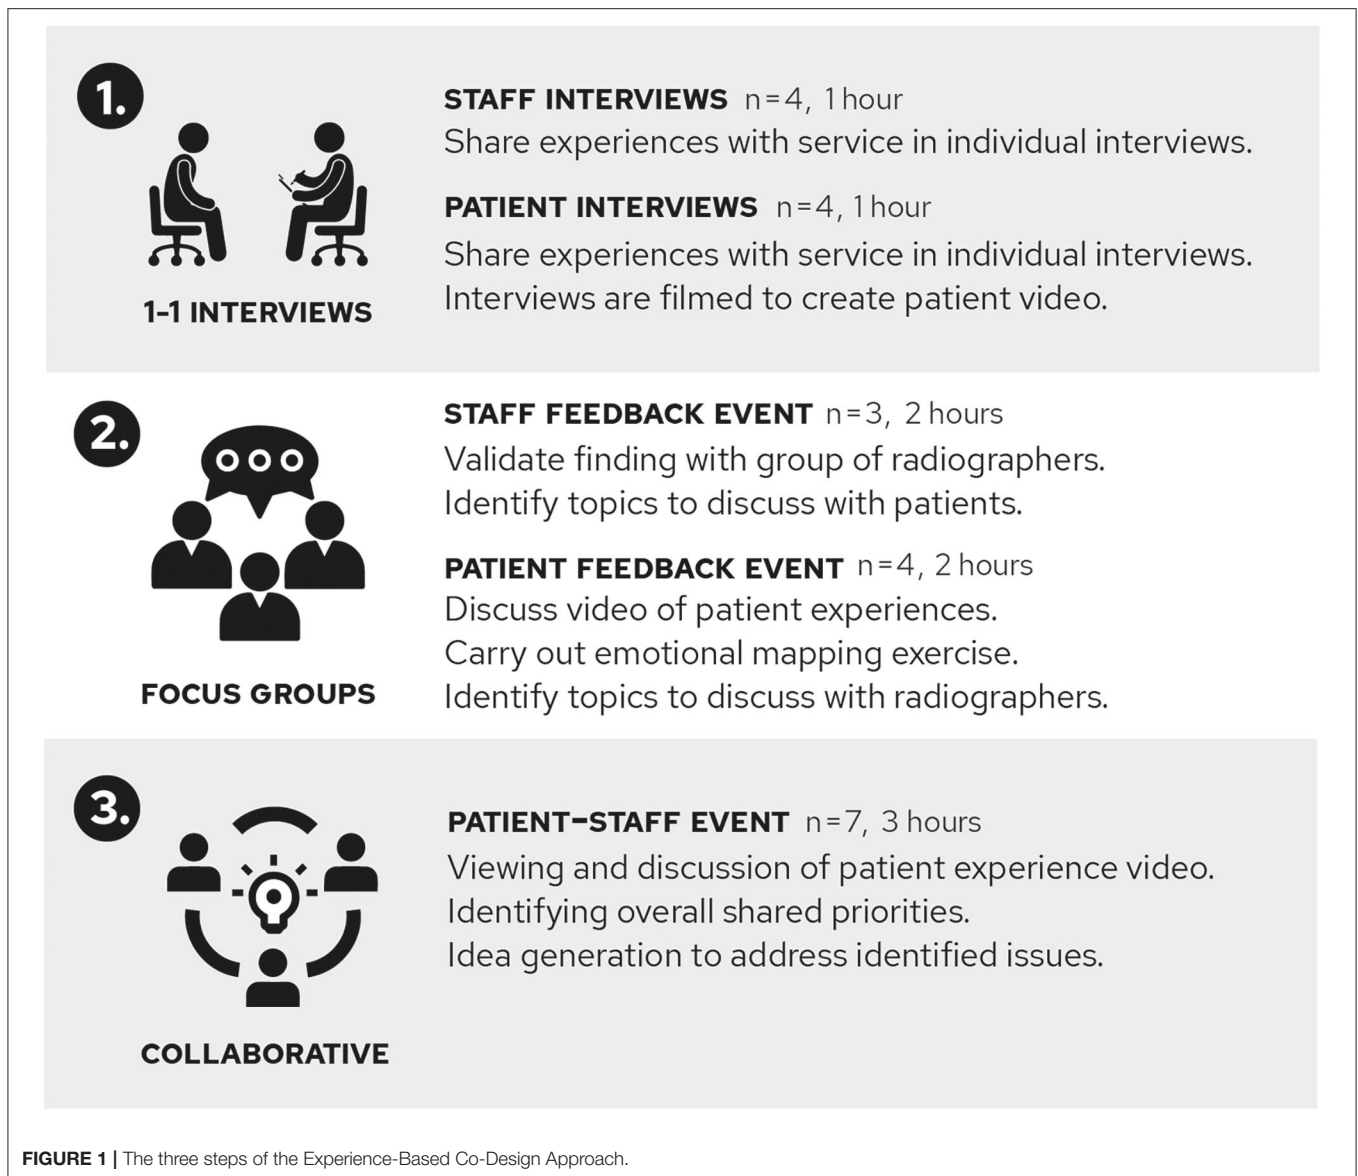 1.
STAFF INTERVIEWS n=4, 1 hour
Share experiences with service in individual interviews.
PATIENT INTERVIEWS n=4, 1 hour
Share experiences with service in individual interviews.
Interviews are filmed to create patient video.
1-1 INTERVIEWS
2.
STAFF FEEDBACK EVENT n=3, 2 hours
Validate finding with group of radiographers.
Identify topics to discuss with patients.
PATIENT FEEDBACK EVENT n=4, 2 hours
Discuss video of patient experiences.
Carry out emotional mapping exercise.
Identify topics to discuss with radiographers.
FOCUS GROUPS
3.
PATIENT–STAFF EVENT n=7, 3 hours
Viewing and discussion of patient experience video.
Identifying overall shared priorities.
Idea generation to address identified issues.
COLLABORATIVE
FIGURE 1 | The three steps of the Experience-Based Co-Design Approach.